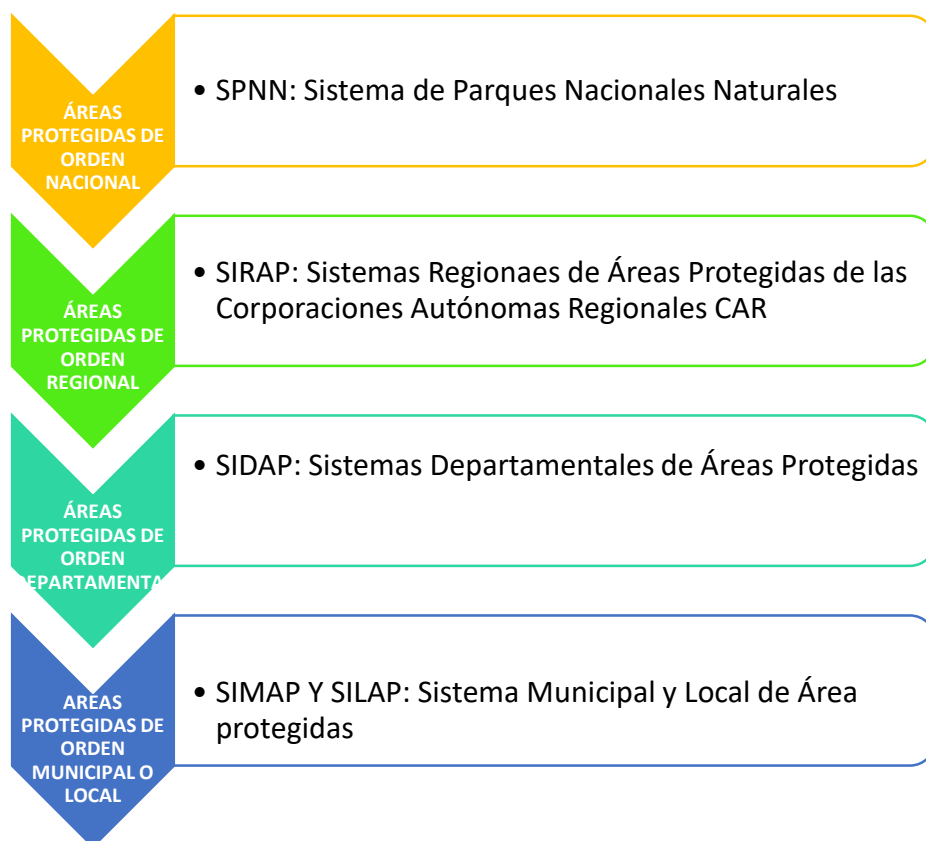 ÁREAS
PROTEGIDAS DE
ORDEN
NACIONAL
• SPNN: Sistema de Parques Nacionales Naturales
ÁREAS
PROTEGIDAS DE
ORDEN
REGIONAL
• SIRAP: Sistemas Regionaes de Áreas Protegidas de las
Corporaciones Autónomas Regionales CAR
ÁREAS
PROTEGIDAS DE
ORDEN
DEPARTAMENTA
• SIDAP: Sistemas Departamentales de Áreas Protegidas
AREAS
PROTEGIDAS DE
ORDEN
MUNICIPAL O
LOCAL
• SIMAP Y SILAP: Sistema Municipal y Local de Área
protegidas